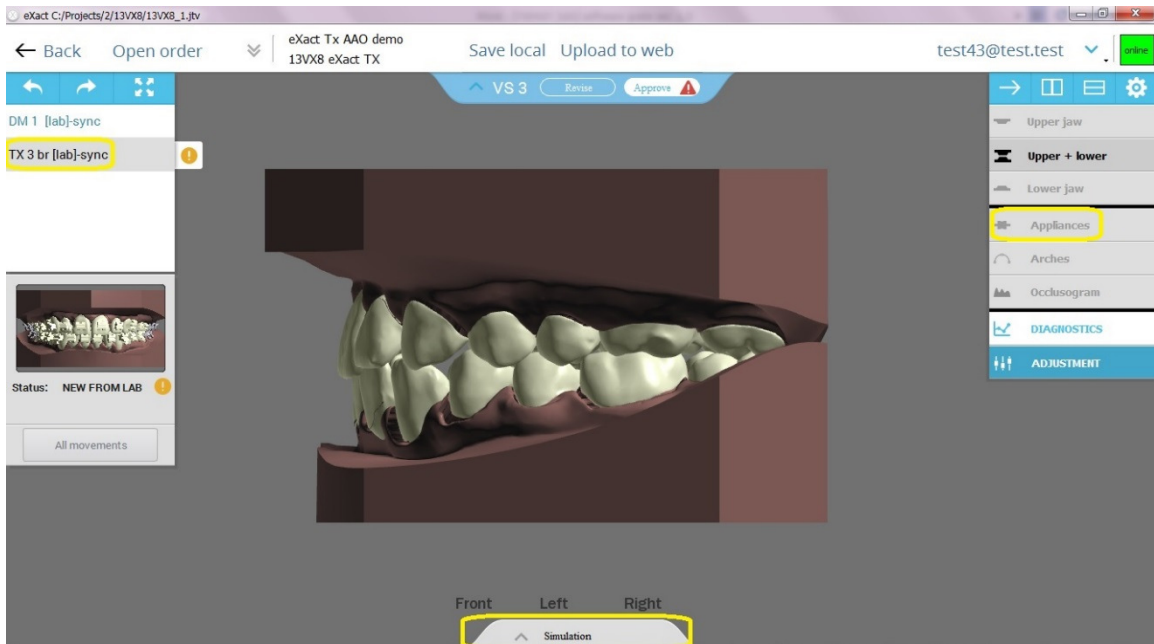 eXact C:/Projects/2/13VX8/13VX8_1.jtv
Back Open order eXact Tx AAO demo Save local Upload to web test43@test.test online
13VX8 eXact TX
VS 3 Revise Approve
DM 1 [lab]-sync
TX 3 br [lab]-sync
Status: NEW FROM LAB
All movements
Upper jaw
Upper + lower
Lower jaw
Appliances
Arches
Occlusogram
DIAGNOSTICS
ADJUSTMENT
Front Left Right
Simulation